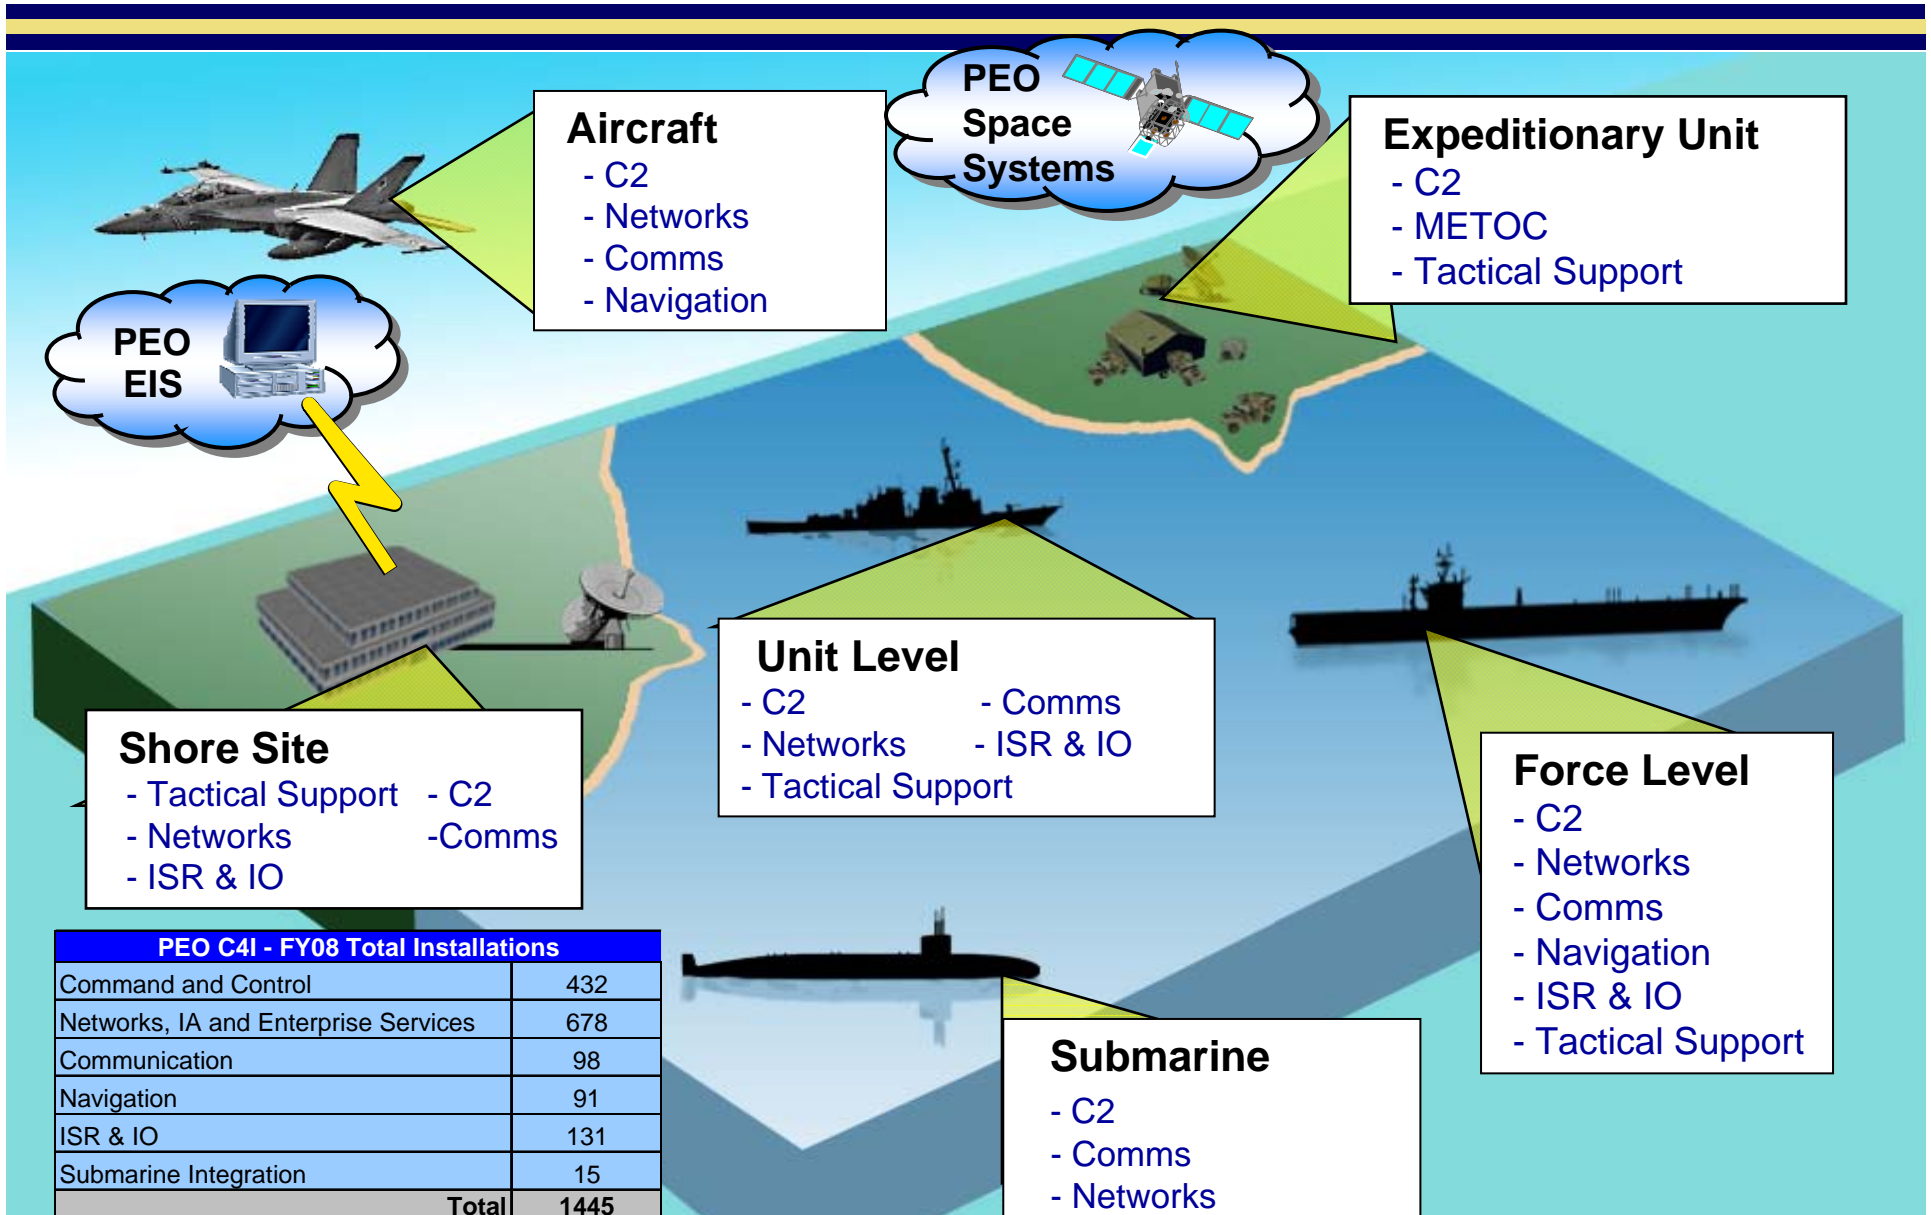 PEO
Space
Systems
Aircraft
- C2
- Networks
- Comms
- Navigation
Expeditionary Unit
- C2
- METOC
- Tactical Support
PEO
EIS
Unit Level
- C2 - Comms
- Networks - ISR & IO
- Tactical Support
Shore Site
- Tactical Support - C2
- Networks -Comms
- ISR & IO
Force Level
- C2
- Networks
- Comms
- Navigation
- ISR & IO
- Tactical Support
PEO C4I - FY08 Total Installations
Command and Control 432
Networks, IA and Enterprise Services 678
Communication 98
Navigation 91
ISR & IO 131
Submarine Integration 15
Total 1445
Submarine
- C2
- Comms
- Networks